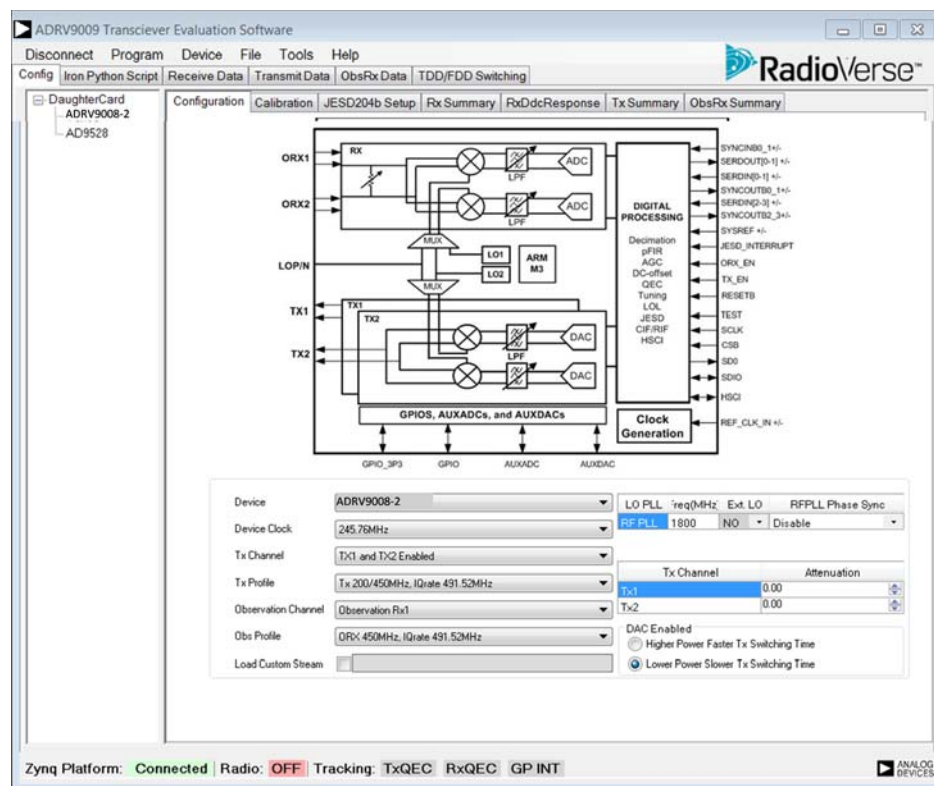 ADRV9009 Transciever Evaluation Software
Disconnect Program Device File Tools Help
RadioVerse™
Config Iron Python Script Receive Data Transmit Data ObsRx Data TDD/FDD Switching
DaughterCard
ADRV9008-2
AD9528
Configuration Calibration JESD204b Setup Rx Summary RxDdcResponse Tx Summary ObsRx Summary
ORX1
ORX2
RX
LPF
ADC
LPF
ADC
MUX
LO1
LO2
ARM
M3
LOP/N
MUX
TX1
TX2
TX1
TX2
LPF
DAC
DAC
DIGITAL
PROCESSING
Decimation
pFIR
AGC
DC-offset
QEC
Tuning
LOL
JESD
CIF/RIF
HSCI
SYNCINB0_1+/-
SERDOUT[0-1] +/-
SERDIN[0-1] +/-
SYNCOUTB0_1+/-
SERDIN[2-3] +/-
SYNCOUTB2_3+/-
SYSREF +/-
JESD_INTERRUPT
ORX_EN
TX_EN
RESETB
TEST
SCLK
CSB
SD0
SDIO
HSCI
GPIOS, AUXADCs, and AUXDACs
Clock
Generation
REF_CLK_IN +/-
GPIO_3P3 GPIO AUXADC AUXDAC
Device ADRV9008-2
Device Clock 245.76MHz
Tx Channel TX1 and TX2 Enabled
Tx Profile Tx 200/450MHz, IQrate 491.52MHz
Observation Channel Observation Rx1
Obs Profile ORX 450MHz, IQrate 491.52MHz
Load Custom Stream
LO PLL Freq(MHz) Ext. LO RFPLL Phase Sync
RF PLL 1800 NO Disable
Tx Channel Attenuation
Tx1 0.00
Tx2 0.00
DAC Enabled
Higher Power Faster Tx Switching Time
Lower Power Slower Tx Switching Time
Zynq Platform: Connected Radio: OFF Tracking: TxQEC RxQEC GP INT
ANALOG
DEVICES